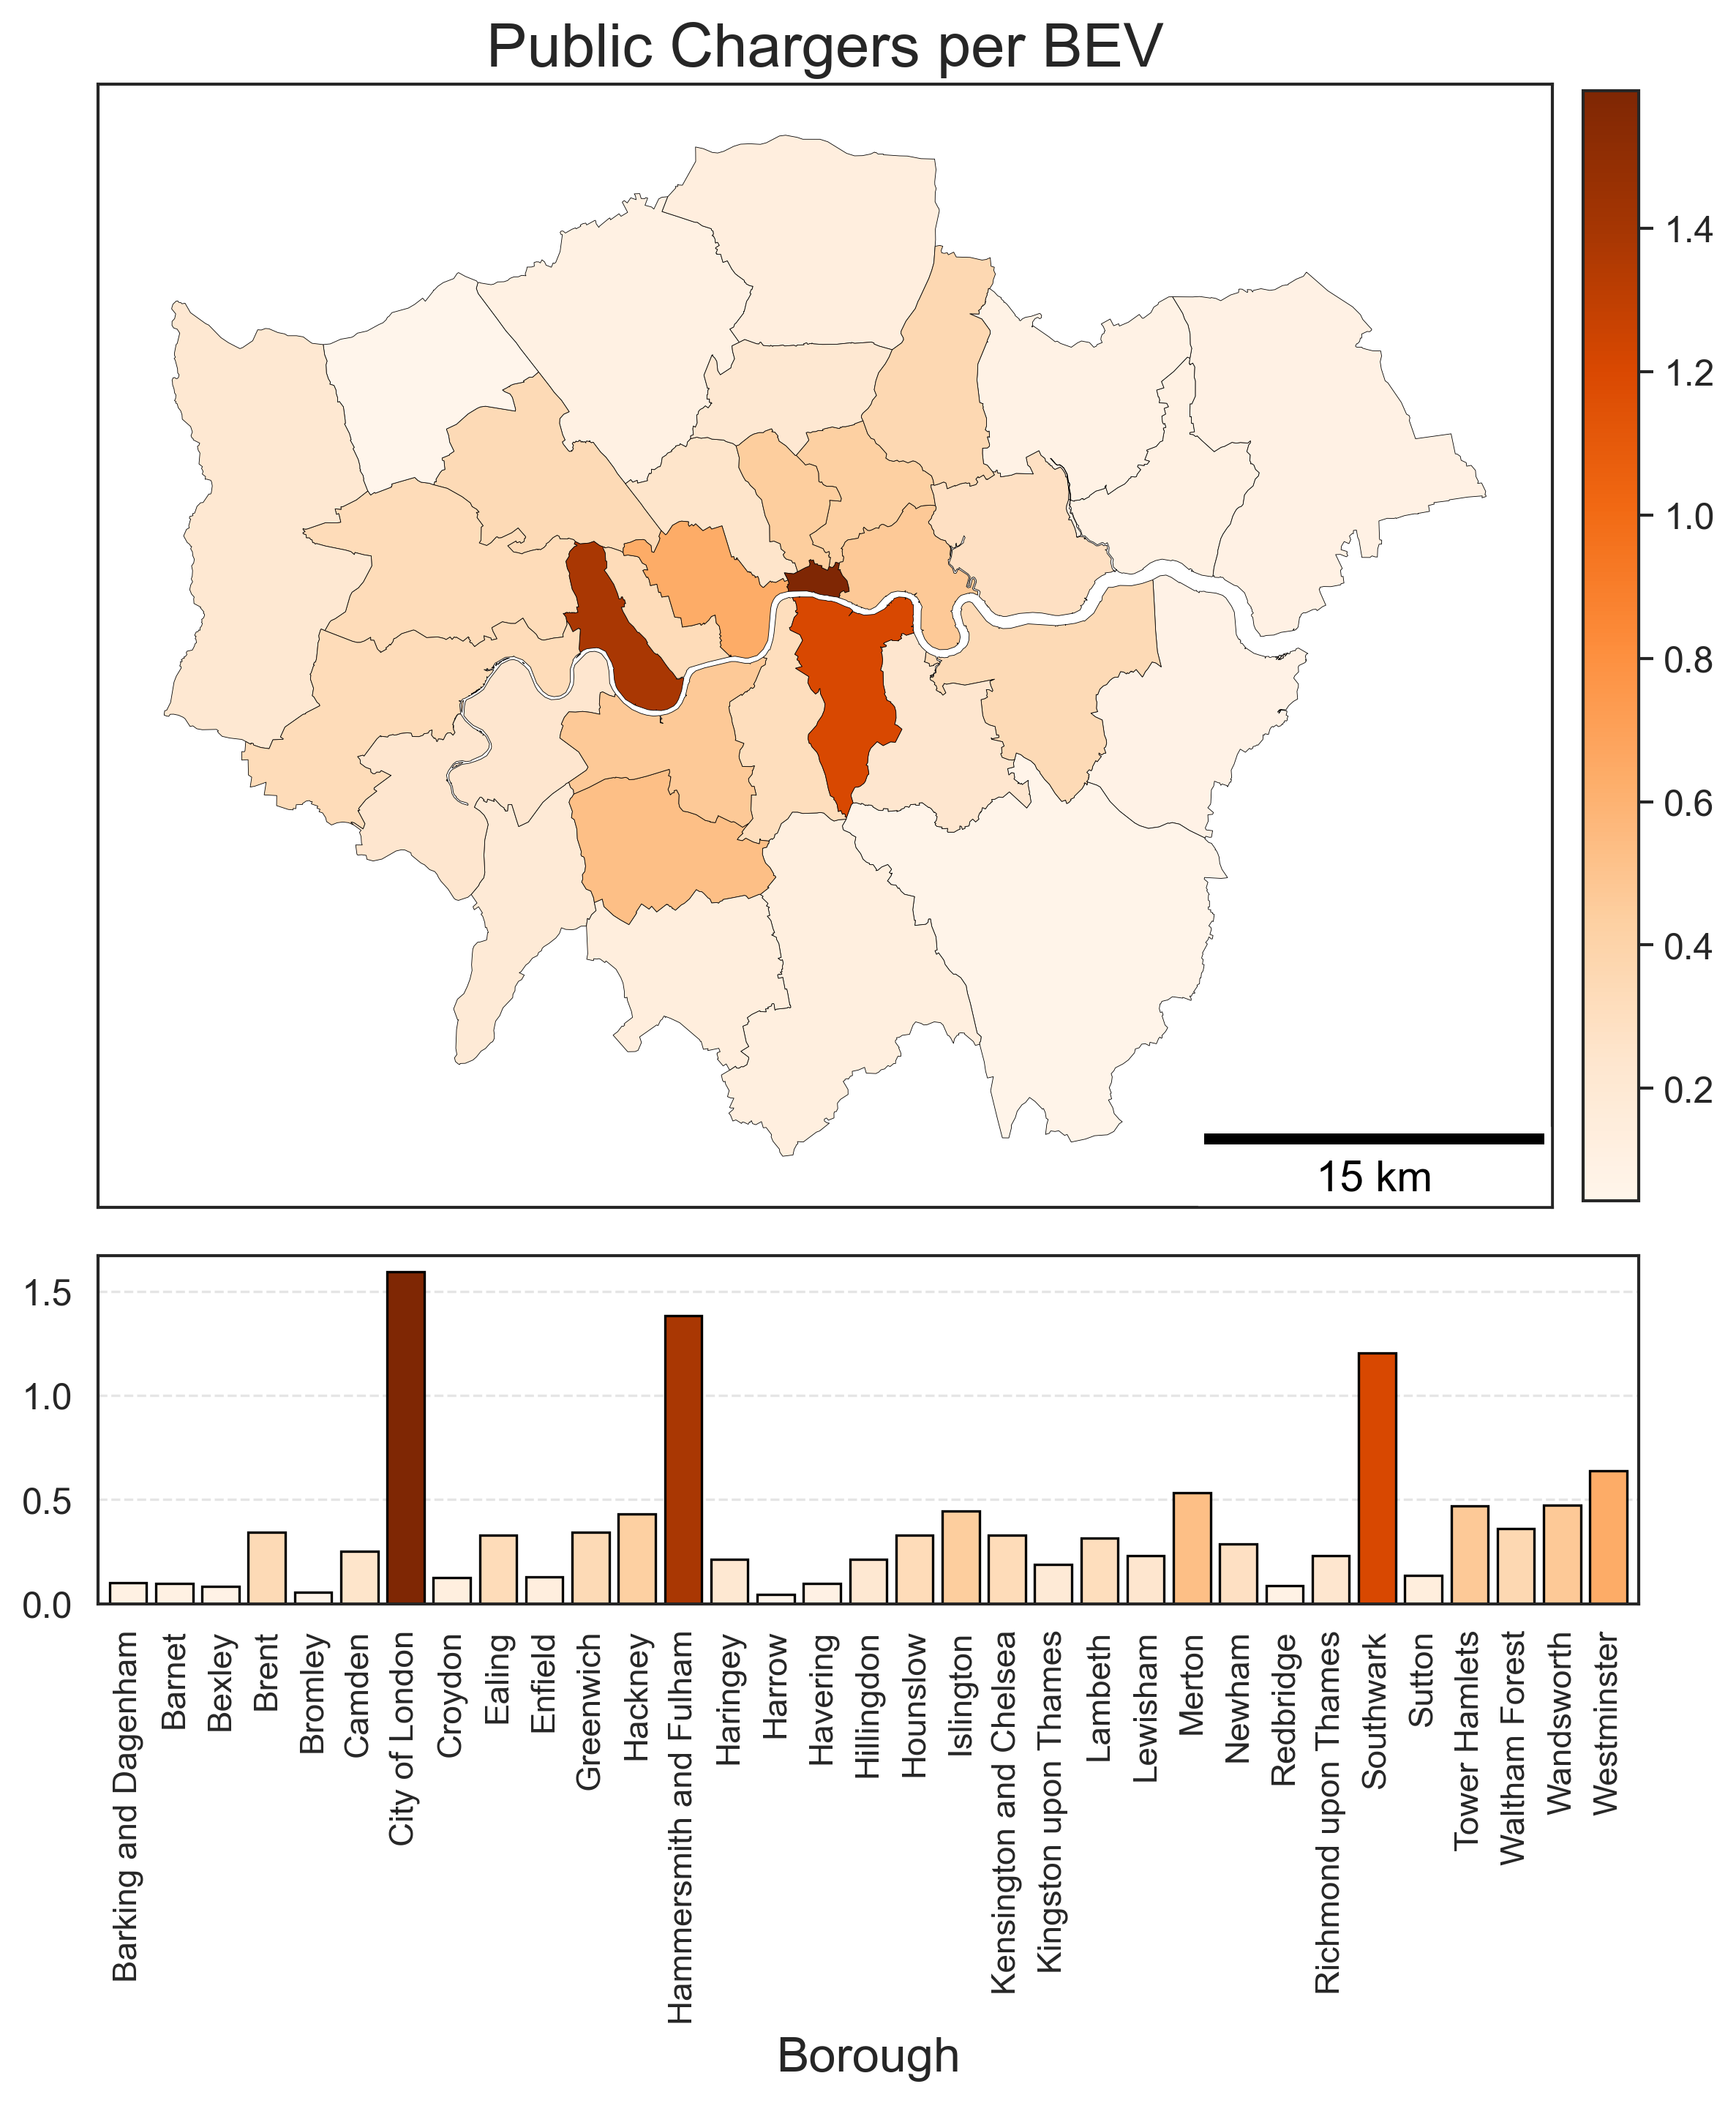 Public Chargers per BEV
1.4
1.2
1.0
0.8
0.6
0.4
0.2
15 km
1.5
1.0
0.5
0.0
Barking and Dagenham
Barnet
Bexley
Brent
Bromley
Camden
City of London
Croydon
Ealing
Enfield
Greenwich
Hackney
Hammersmith and Fulham
Haringey
Harrow
Havering
Hillingdon
Hounslow
Islington
Kensington and Chelsea
Kingston upon Thames
Lambeth
Lewisham
Merton
Newham
Redbridge
Richmond upon Thames
Southwark
Sutton
Tower Hamlets
Waltham Forest
Wandsworth
Westminster
Borough